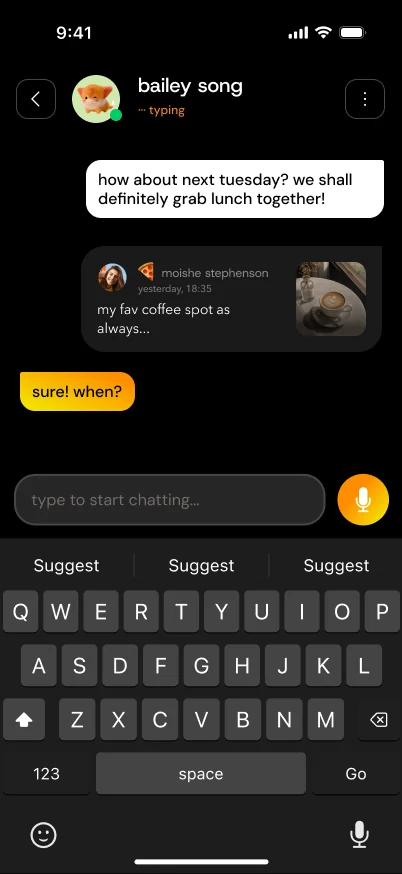 9:41
bailey song
··· typing
how about next tuesday? we shall
definitely grab lunch together!
moishe stephenson
yesterday, 18:35
my fav coffee spot as
always...
sure! when?
type to start chatting...
Suggest Suggest Suggest
Q W E R T Y U I O P
A S D F G H J K L
Z X C V B N M
123 space Go